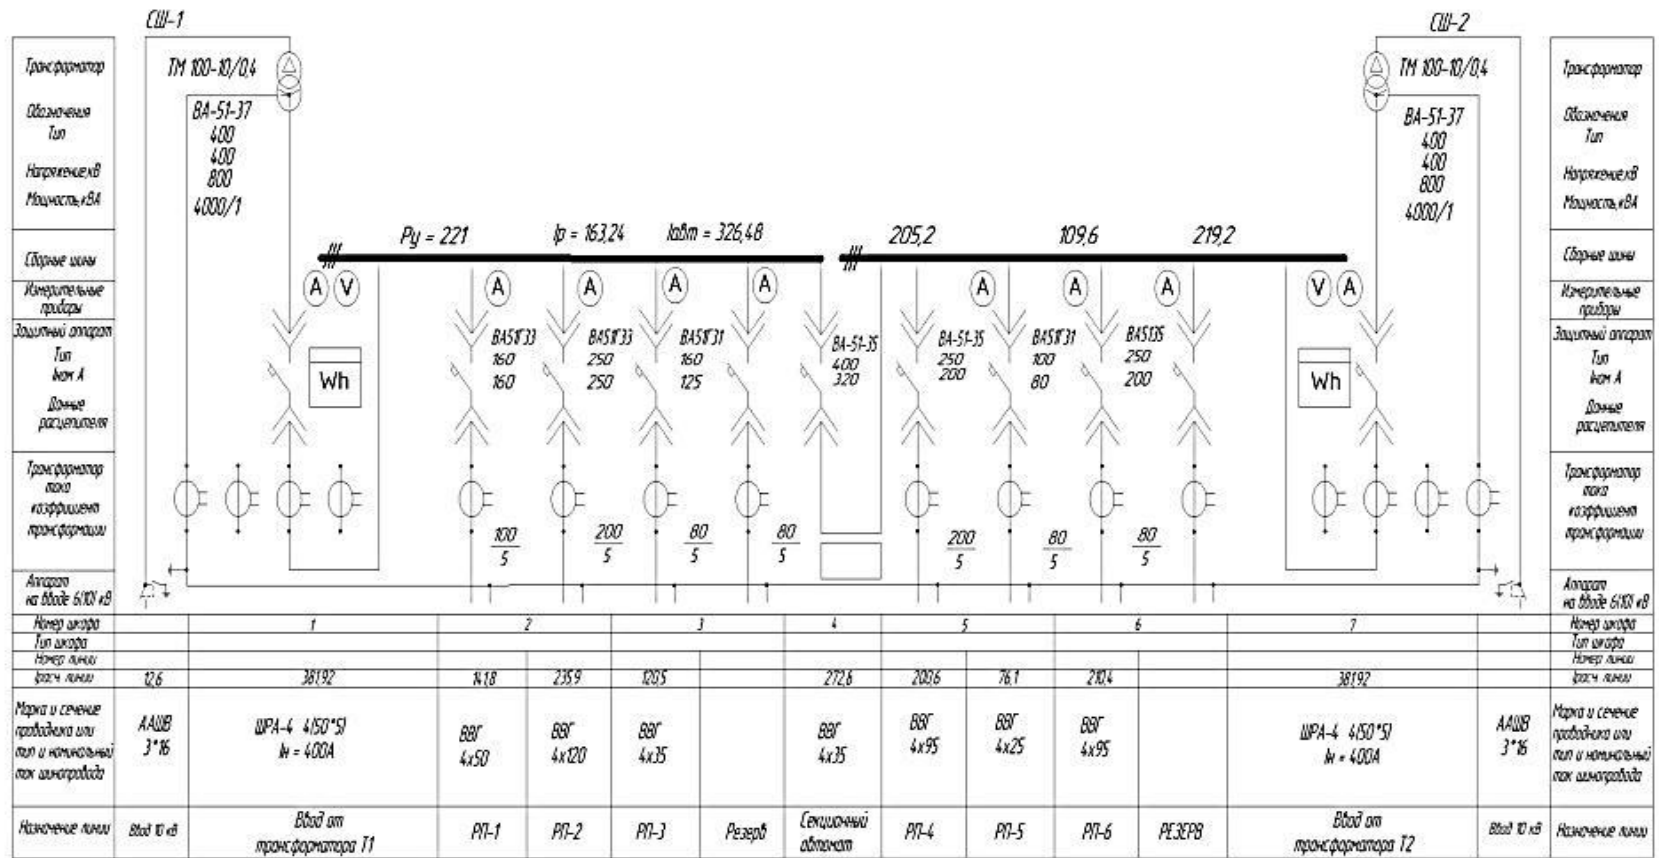 СШ-1
СШ-2
Трансформатор
ТМ 100-10/0,4
ТМ 100-10/0,4
Трансформатор
Обозначения
Тип
Напряжение,кВ
Мощность,кВА
ВА-51-37
400
400
800
4000/1
ВА-51-37
400
400
800
4000/1
Обозначения
Тип
Напряжение,кВ
Мощность,кВА
Сборные шины
Ру = 221
Iр = 163,24
Iавт = 326,48
205,2
109,6
219,2
Сборные шины
Измерительные
приборы
A V A A A A A A A V A
Измерительные
приборы
Защитный аппарат
Тип
Iном А
Данные
расцепителя
Wh
ВА51Г33
160
160
ВА51Г33
250
250
ВА51Г31
160
125
ВА-51-35
400
320
ВА-51-35
250
200
ВА51Г31
100
80
ВА5135
250
200
Wh
Защитный аппарат
Тип
Iном А
Данные
расцепителя
Трансформатор
тока
коэффициент
трансформации
100
5
200
5
80
5
80
5
200
5
80
5
80
5
Трансформатор
тока
коэффициент
трансформации
Аппарат
на вводе 6(10) кВ
Аппарат
на вводе 6(10) кВ
Номер шкафа 1 2 3 4 5 6 7 Номер шкафа
Тип шкафа Тип шкафа
Номер линии Номер линии
Iрасч. линии 12,6 381,92 141,8 235,9 120,5 272,6 200,6 76,1 210,4 381,92 Iрасч. линии
Марка и сечение
проводника или
тип и номинальный
ток шинопровода
ААШВ
3*16
ШРА-4 4(50*5)
Iн = 400А
ВВГ
4х50
ВВГ
4х120
ВВГ
4х35
ВВГ
4х35
ВВГ
4х95
ВВГ
4х25
ВВГ
4х95
ШРА-4 4(50*5)
Iн = 400А
ААШВ
3*16
Марка и сечение
проводника или
тип и номинальный
ток шинопровода
Назначение линии
Ввод 10 кВ
Ввод от
трансформатора Т1
РП-1
РП-2
РП-3
Резерв
Секционный
автомат
РП-4
РП-5
РП-6
РЕЗЕРВ
Ввод от
трансформатора Т2
Ввод 10 кВ
Назначение линии